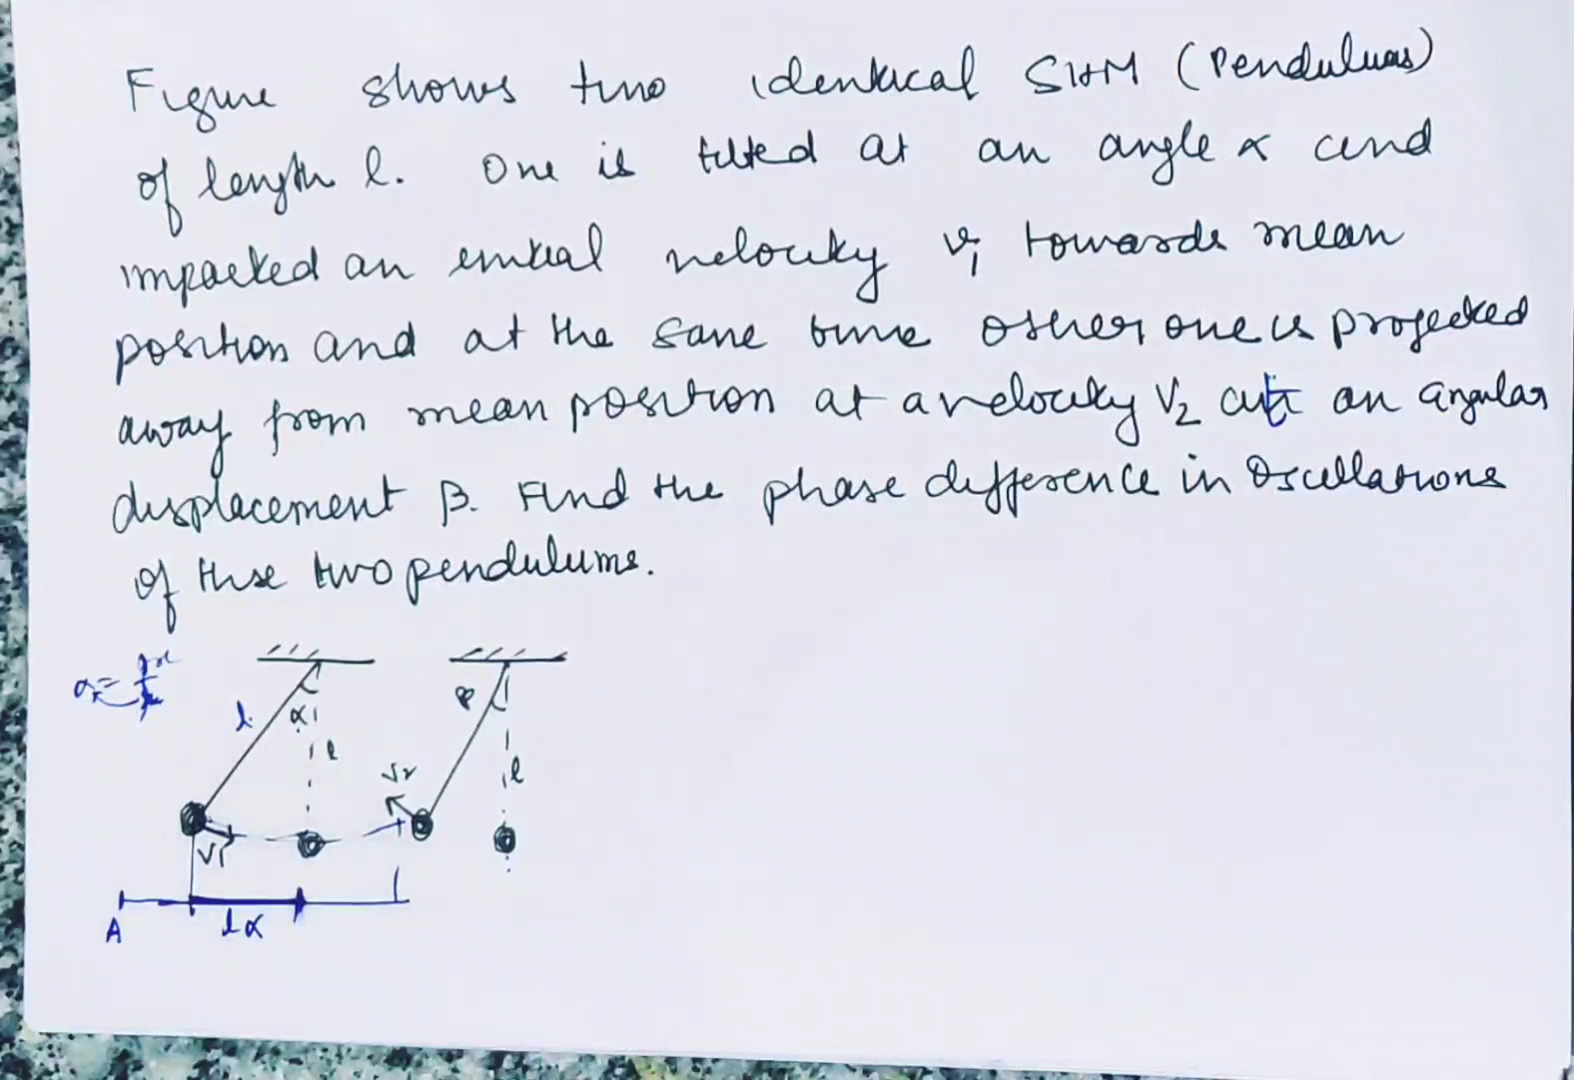 Figure shows two identical SHM (Pendulums)
of length l. One is tilted at an angle α and
imparted an initial velocity v₁ towards mean
position and at the same time other one is projected
away from mean position at a velocity V₂ at an angular
displacement β. Find the phase difference in oscillations
of these two pendulums.
l
α
l
β
l
V₁
V₂
A
lα